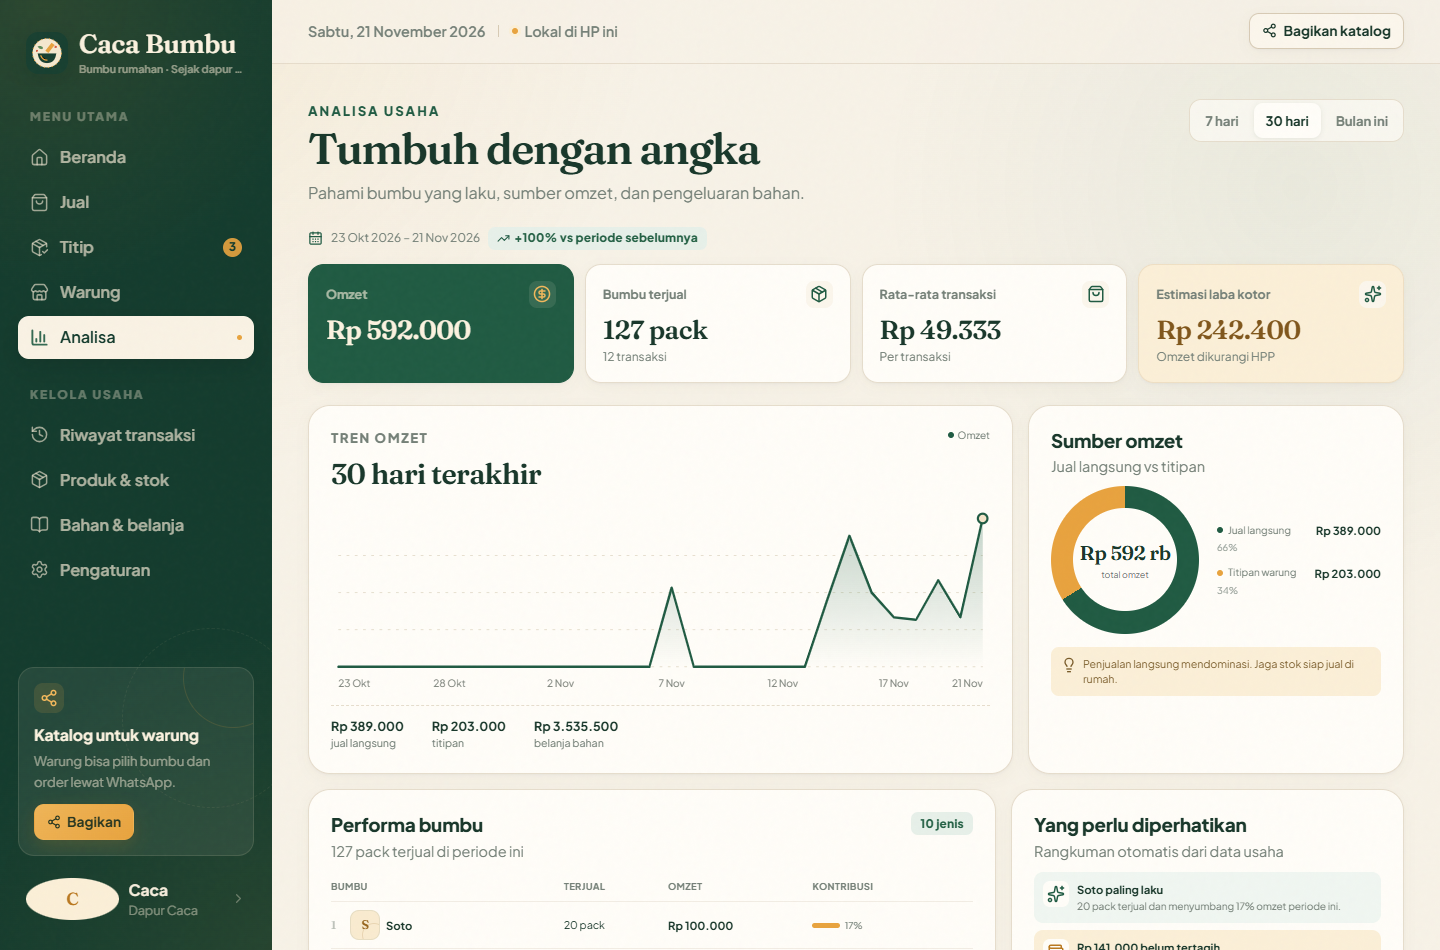 Caca Bumbu
Bumbu rumahan · Sejak dapur ...
MENU UTAMA
Beranda
Jual
Titip
3
Warung
Analisa
KELOLA USAHA
Riwayat transaksi
Produk & stok
Bahan & belanja
Pengaturan
Katalog untuk warung
Warung bisa pilih bumbu dan
order lewat WhatsApp.
Bagikan
C
Caca
Dapur Caca
Sabtu, 21 November 2026
Lokal di HP ini
Bagikan katalog
ANALISA USAHA
Tumbuh dengan angka
Pahami bumbu yang laku, sumber omzet, dan pengeluaran bahan.
7 hari
30 hari
Bulan ini
23 Okt 2026 – 21 Nov 2026
+100% vs periode sebelumnya
Omzet
Rp 592.000
Bumbu terjual
127 pack
12 transaksi
Rata-rata transaksi
Rp 49.333
Per transaksi
Estimasi laba kotor
Rp 242.400
Omzet dikurangi HPP
TREN OMZET
30 hari terakhir
Omzet
23 Okt
28 Okt
2 Nov
7 Nov
12 Nov
17 Nov
21 Nov
Rp 389.000
jual langsung
Rp 203.000
titipan
Rp 3.535.500
belanja bahan
Sumber omzet
Jual langsung vs titipan
Rp 592 rb
total omzet
Jual langsung
66%
Rp 389.000
Titipan warung
34%
Rp 203.000
Penjualan langsung mendominasi. Jaga stok siap jual di
rumah.
Performa bumbu
127 pack terjual di periode ini
10 jenis
BUMBU
TERJUAL
OMZET
KONTRIBUSI
1
S
Soto
20 pack
Rp 100.000
17%
Yang perlu diperhatikan
Rangkuman otomatis dari data usaha
Soto paling laku
20 pack terjual dan menyumbang 17% omzet periode ini.
Rp 141.000 belum tertagih